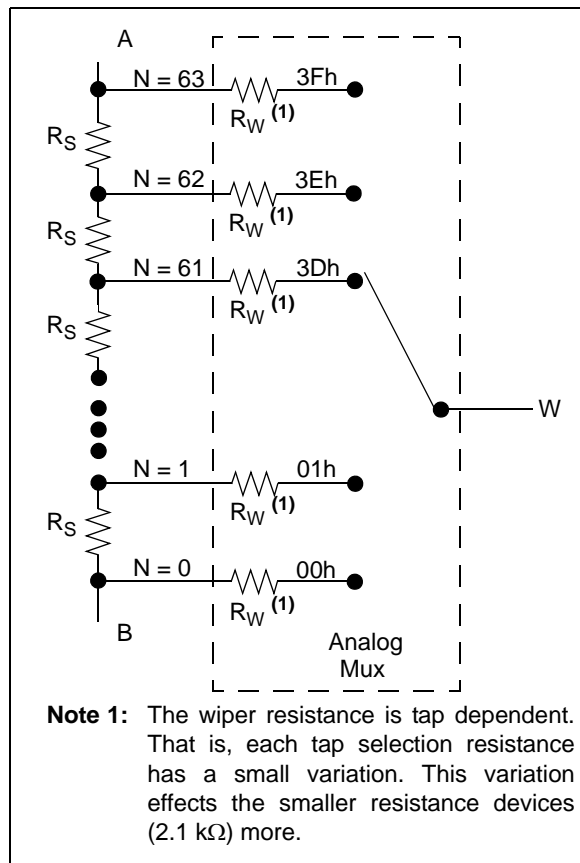 A
N = 63 3Fh
R_W (1)
R_S
N = 62 3Eh
R_W (1)
R_S
N = 61 3Dh
R_W (1)
R_S
W
N = 1 01h
R_W (1)
R_S
N = 0 00h
R_W (1)
B
Analog
Mux
Note 1: The wiper resistance is tap dependent.
That is, each tap selection resistance
has a small variation. This variation
effects the smaller resistance devices
(2.1 kΩ) more.